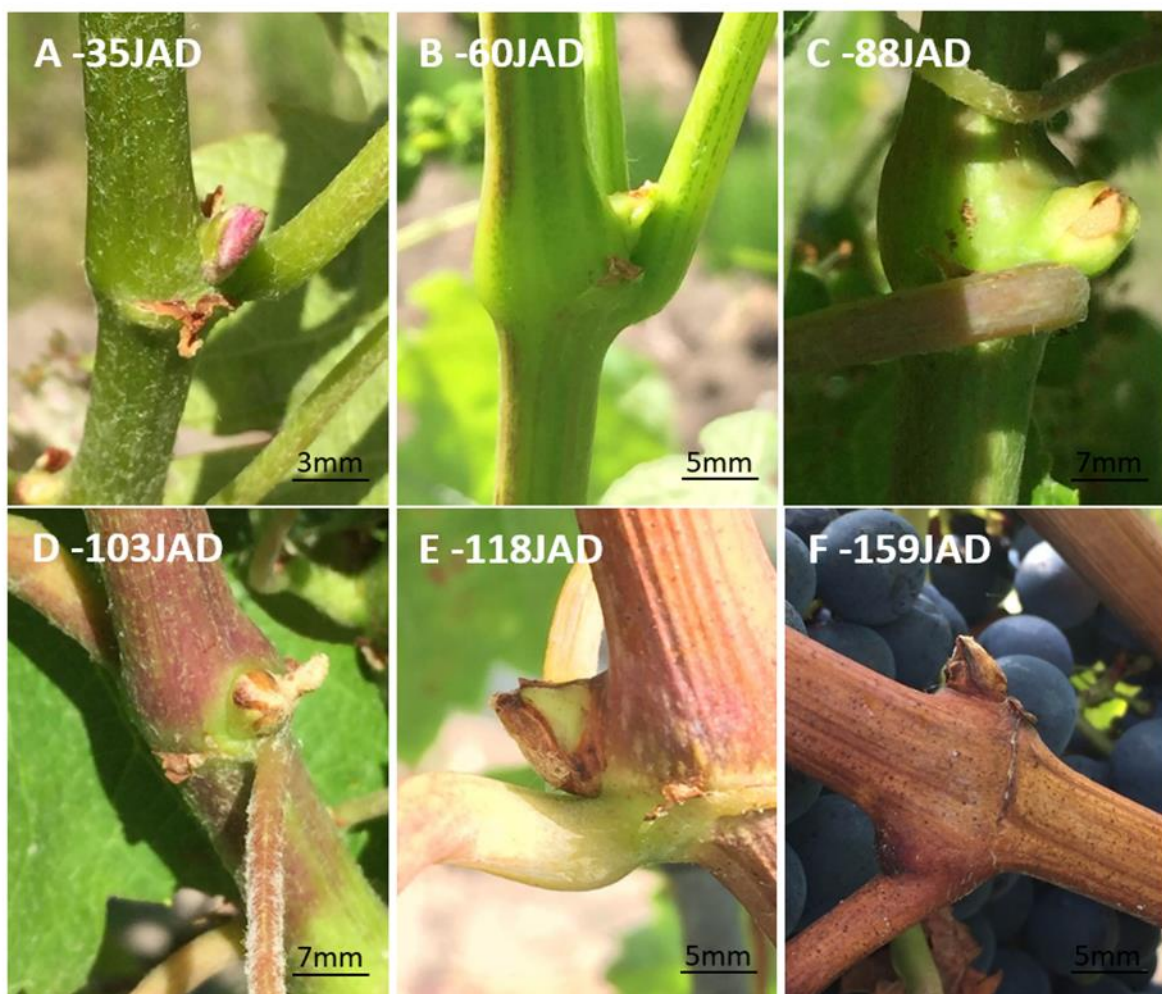 A -35JAD
B -60JAD
C -88JAD
3mm
5mm
7mm
D -103JAD
E -118JAD
F -159JAD
7mm
5mm
5mm